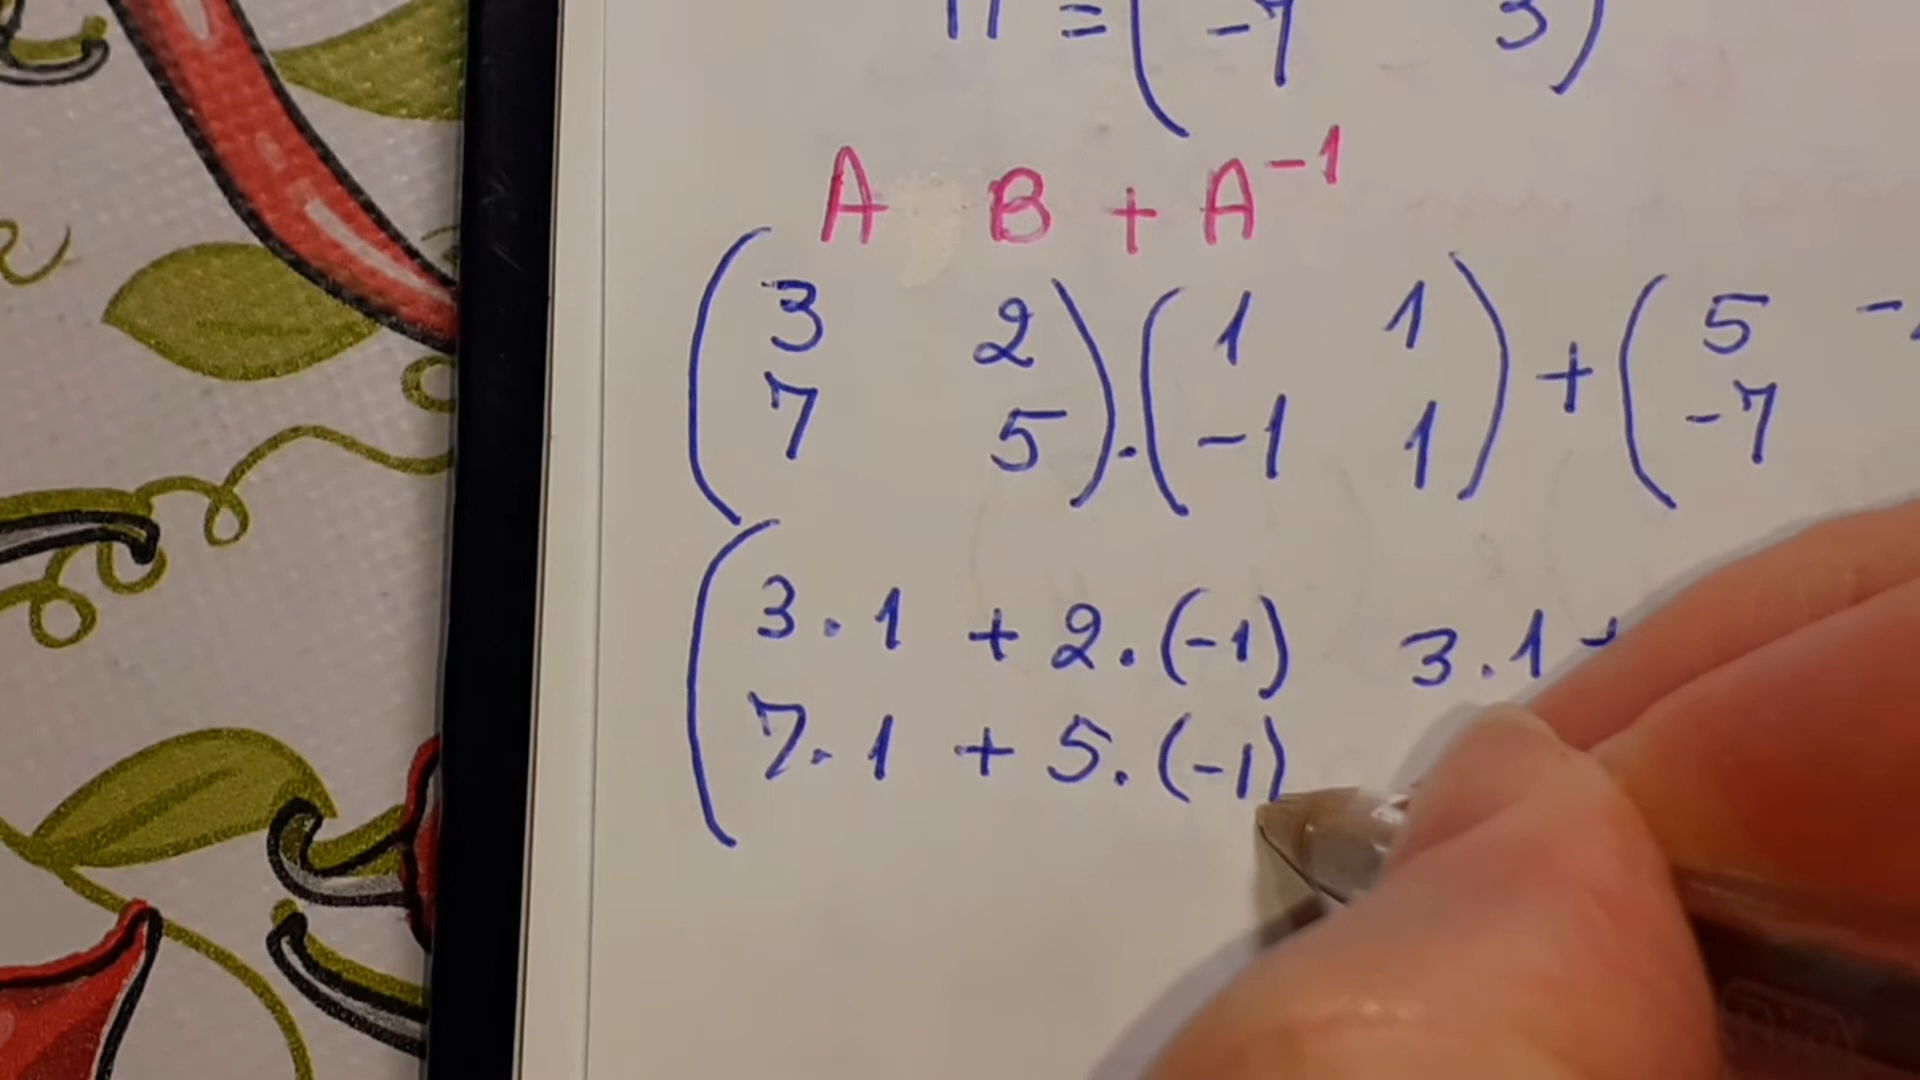 = ( -7 3 )
A B + A⁻¹
( 3 2 ) . ( 1 1 ) + ( 5 -
7 5 -1 1 -7
( 3 . 1 + 2 . (-1) 3 . 1 +
7 . 1 + 5 . (-1)